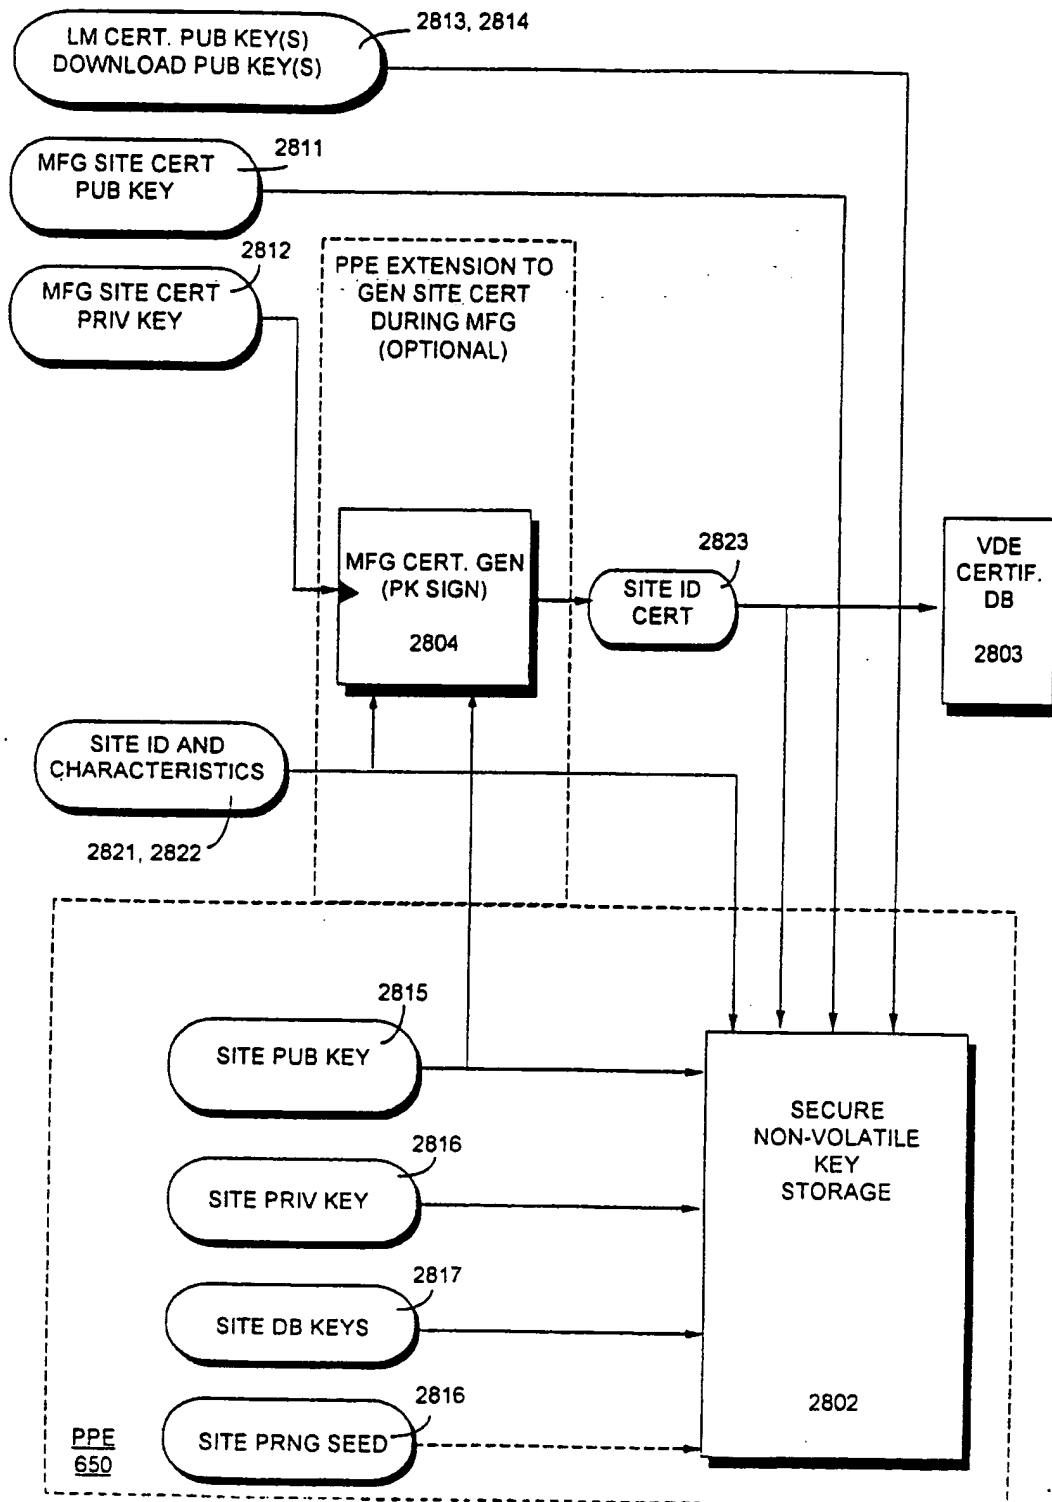 2813, 2814
LM CERT. PUB KEY(S)
DOWNLOAD PUB KEY(S)
2811
MFG SITE CERT
PUB KEY
2812
MFG SITE CERT
PRIV KEY
PPE EXTENSION TO
GEN SITE CERT
DURING MFG
(OPTIONAL)
MFG CERT. GEN
(PK SIGN)
2804
2823
SITE ID
CERT
VDE
CERTIF.
DB
2803
SITE ID AND
CHARACTERISTICS
2821, 2822
2815
SITE PUB KEY
2816
SITE PRIV KEY
2817
SITE DB KEYS
2816
SITE PRNG SEED
SECURE
NON-VOLATILE
KEY
STORAGE
2802
PPE
650